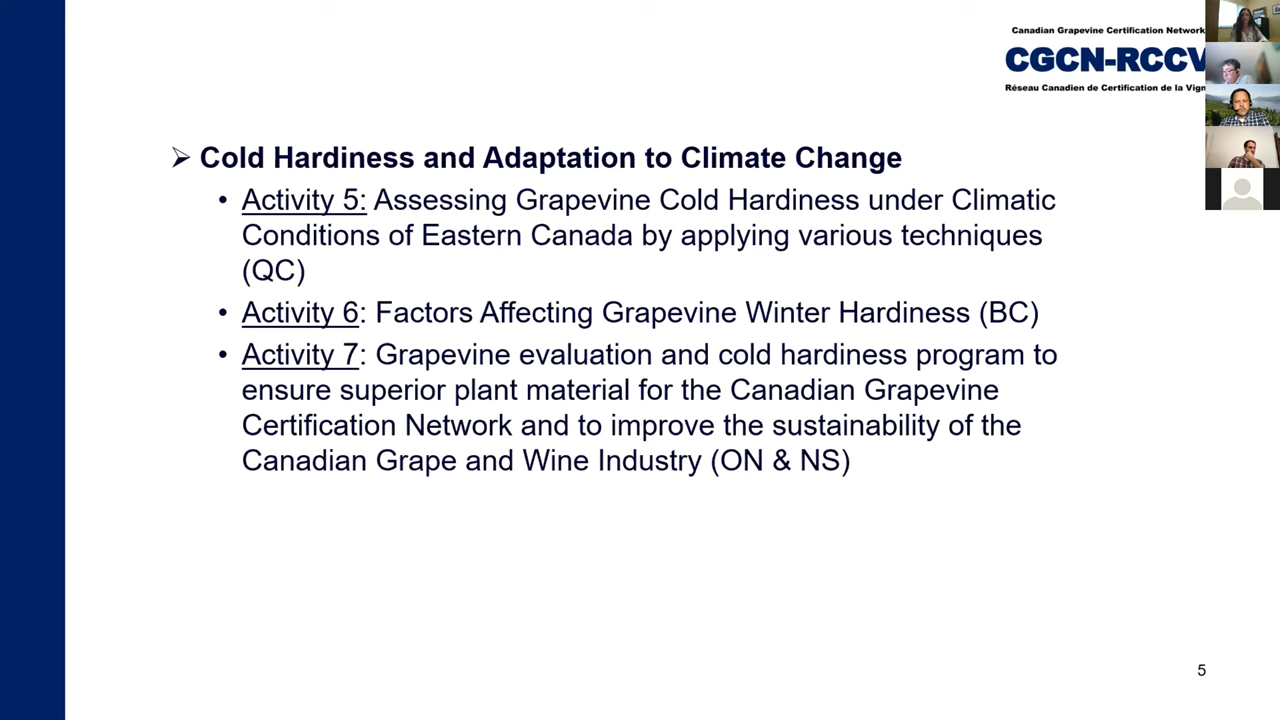 Canadian Grapevine Certification Network
CGCN-RCCV
Réseau Canadien de Certification de la Vign
➢ Cold Hardiness and Adaptation to Climate Change
• Activity 5: Assessing Grapevine Cold Hardiness under Climatic
Conditions of Eastern Canada by applying various techniques
(QC)
• Activity 6: Factors Affecting Grapevine Winter Hardiness (BC)
• Activity 7: Grapevine evaluation and cold hardiness program to
ensure superior plant material for the Canadian Grapevine
Certification Network and to improve the sustainability of the
Canadian Grape and Wine Industry (ON & NS)
5